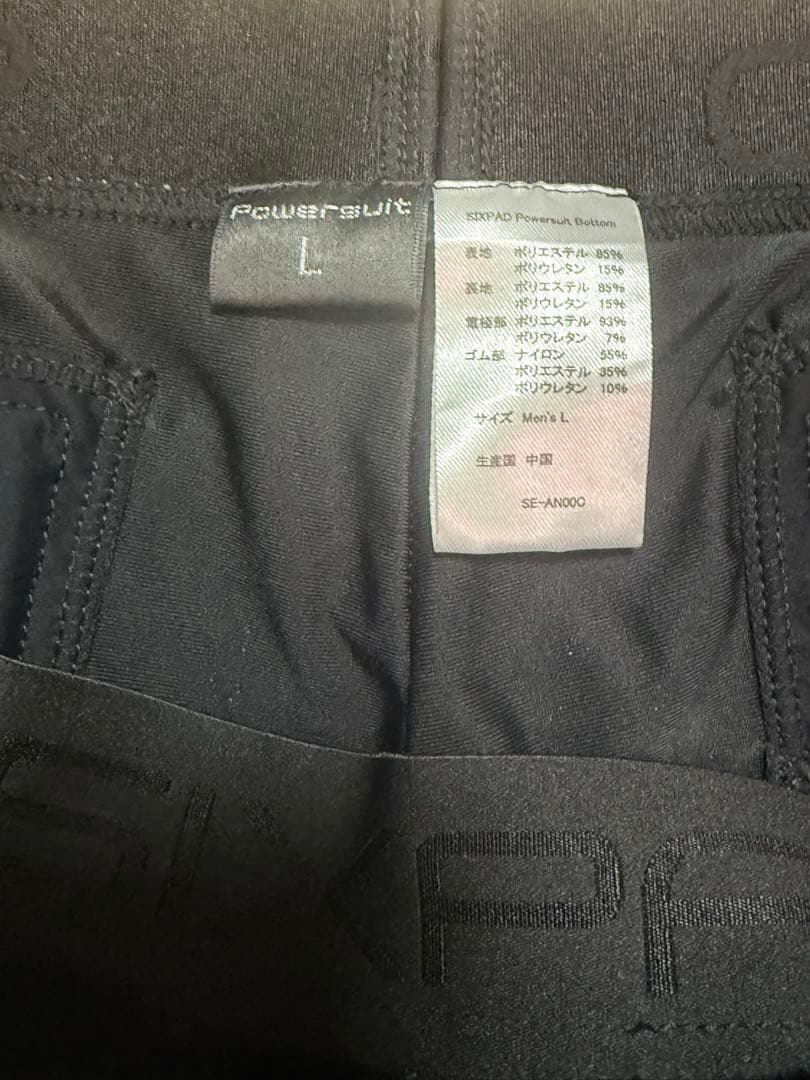 Powersuit
L
SIXPAD Powersuit Bottom
表地 ポリエステル 85%
ポリウレタン 15%
裏地 ポリエステル 85%
ポリウレタン 15%
電極部 ポリエステル 93%
ポリウレタン 7%
ゴム部 ナイロン 55%
ポリエステル 35%
ポリウレタン 10%
サイズ Men's L
生産国 中国
SE-AN00C
SIXPA